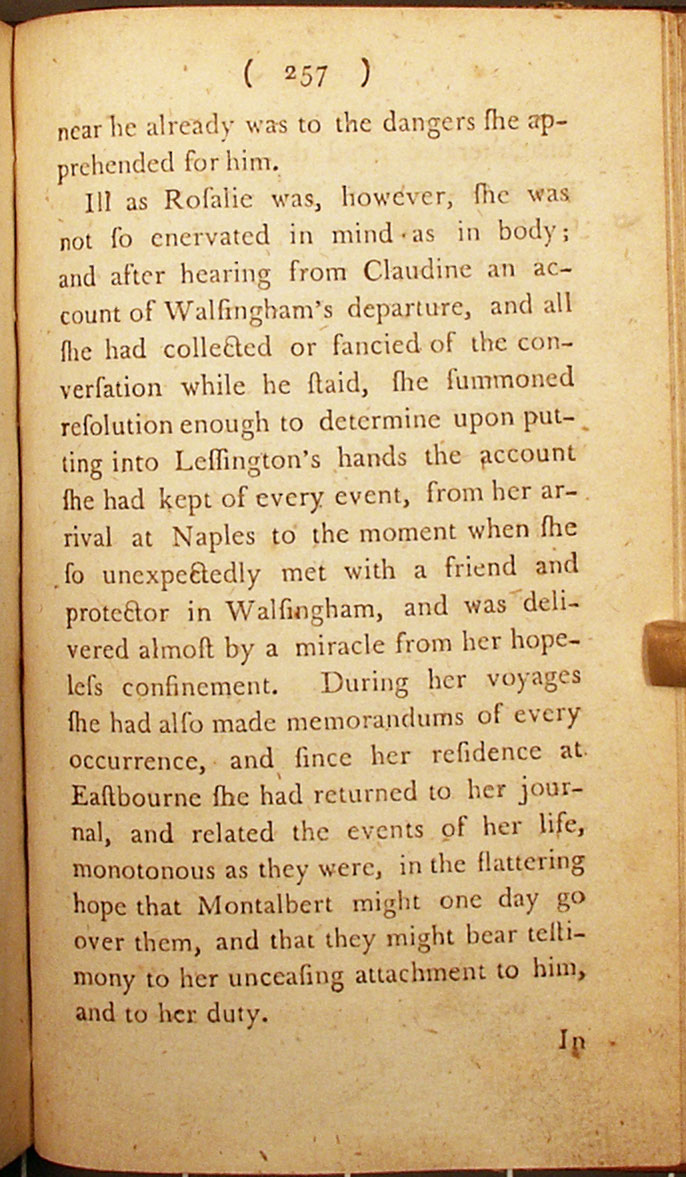 ( 257 )
near he already was to the dangers ſhe ap-
prehended for him.
Ill as Roſalie was, however, ſhe was
not ſo enervated in mind as in body;
and after hearing from Claudine an ac-
count of Walſingham's departure, and all
ſhe had collected or fancied of the con-
verſation while he ſtaid, ſhe ſummoned
reſolution enough to determine upon put-
ting into Leſſington's hands the account
ſhe had kept of every event, from her ar-
rival at Naples to the moment when ſhe
ſo unexpectedly met with a friend and
protector in Walſingham, and was deli-
vered almoſt by a miracle from her hope-
leſs confinement. During her voyages
ſhe had alſo made memorandums of every
occurrence, and ſince her reſidence at
Eaſtbourne ſhe had returned to her jour-
nal, and related the events of her life,
monotonous as they were, in the flattering
hope that Montalbert might one day go
over them, and that they might bear teſti-
mony to her unceaſing attachment to him,
and to her duty.
In